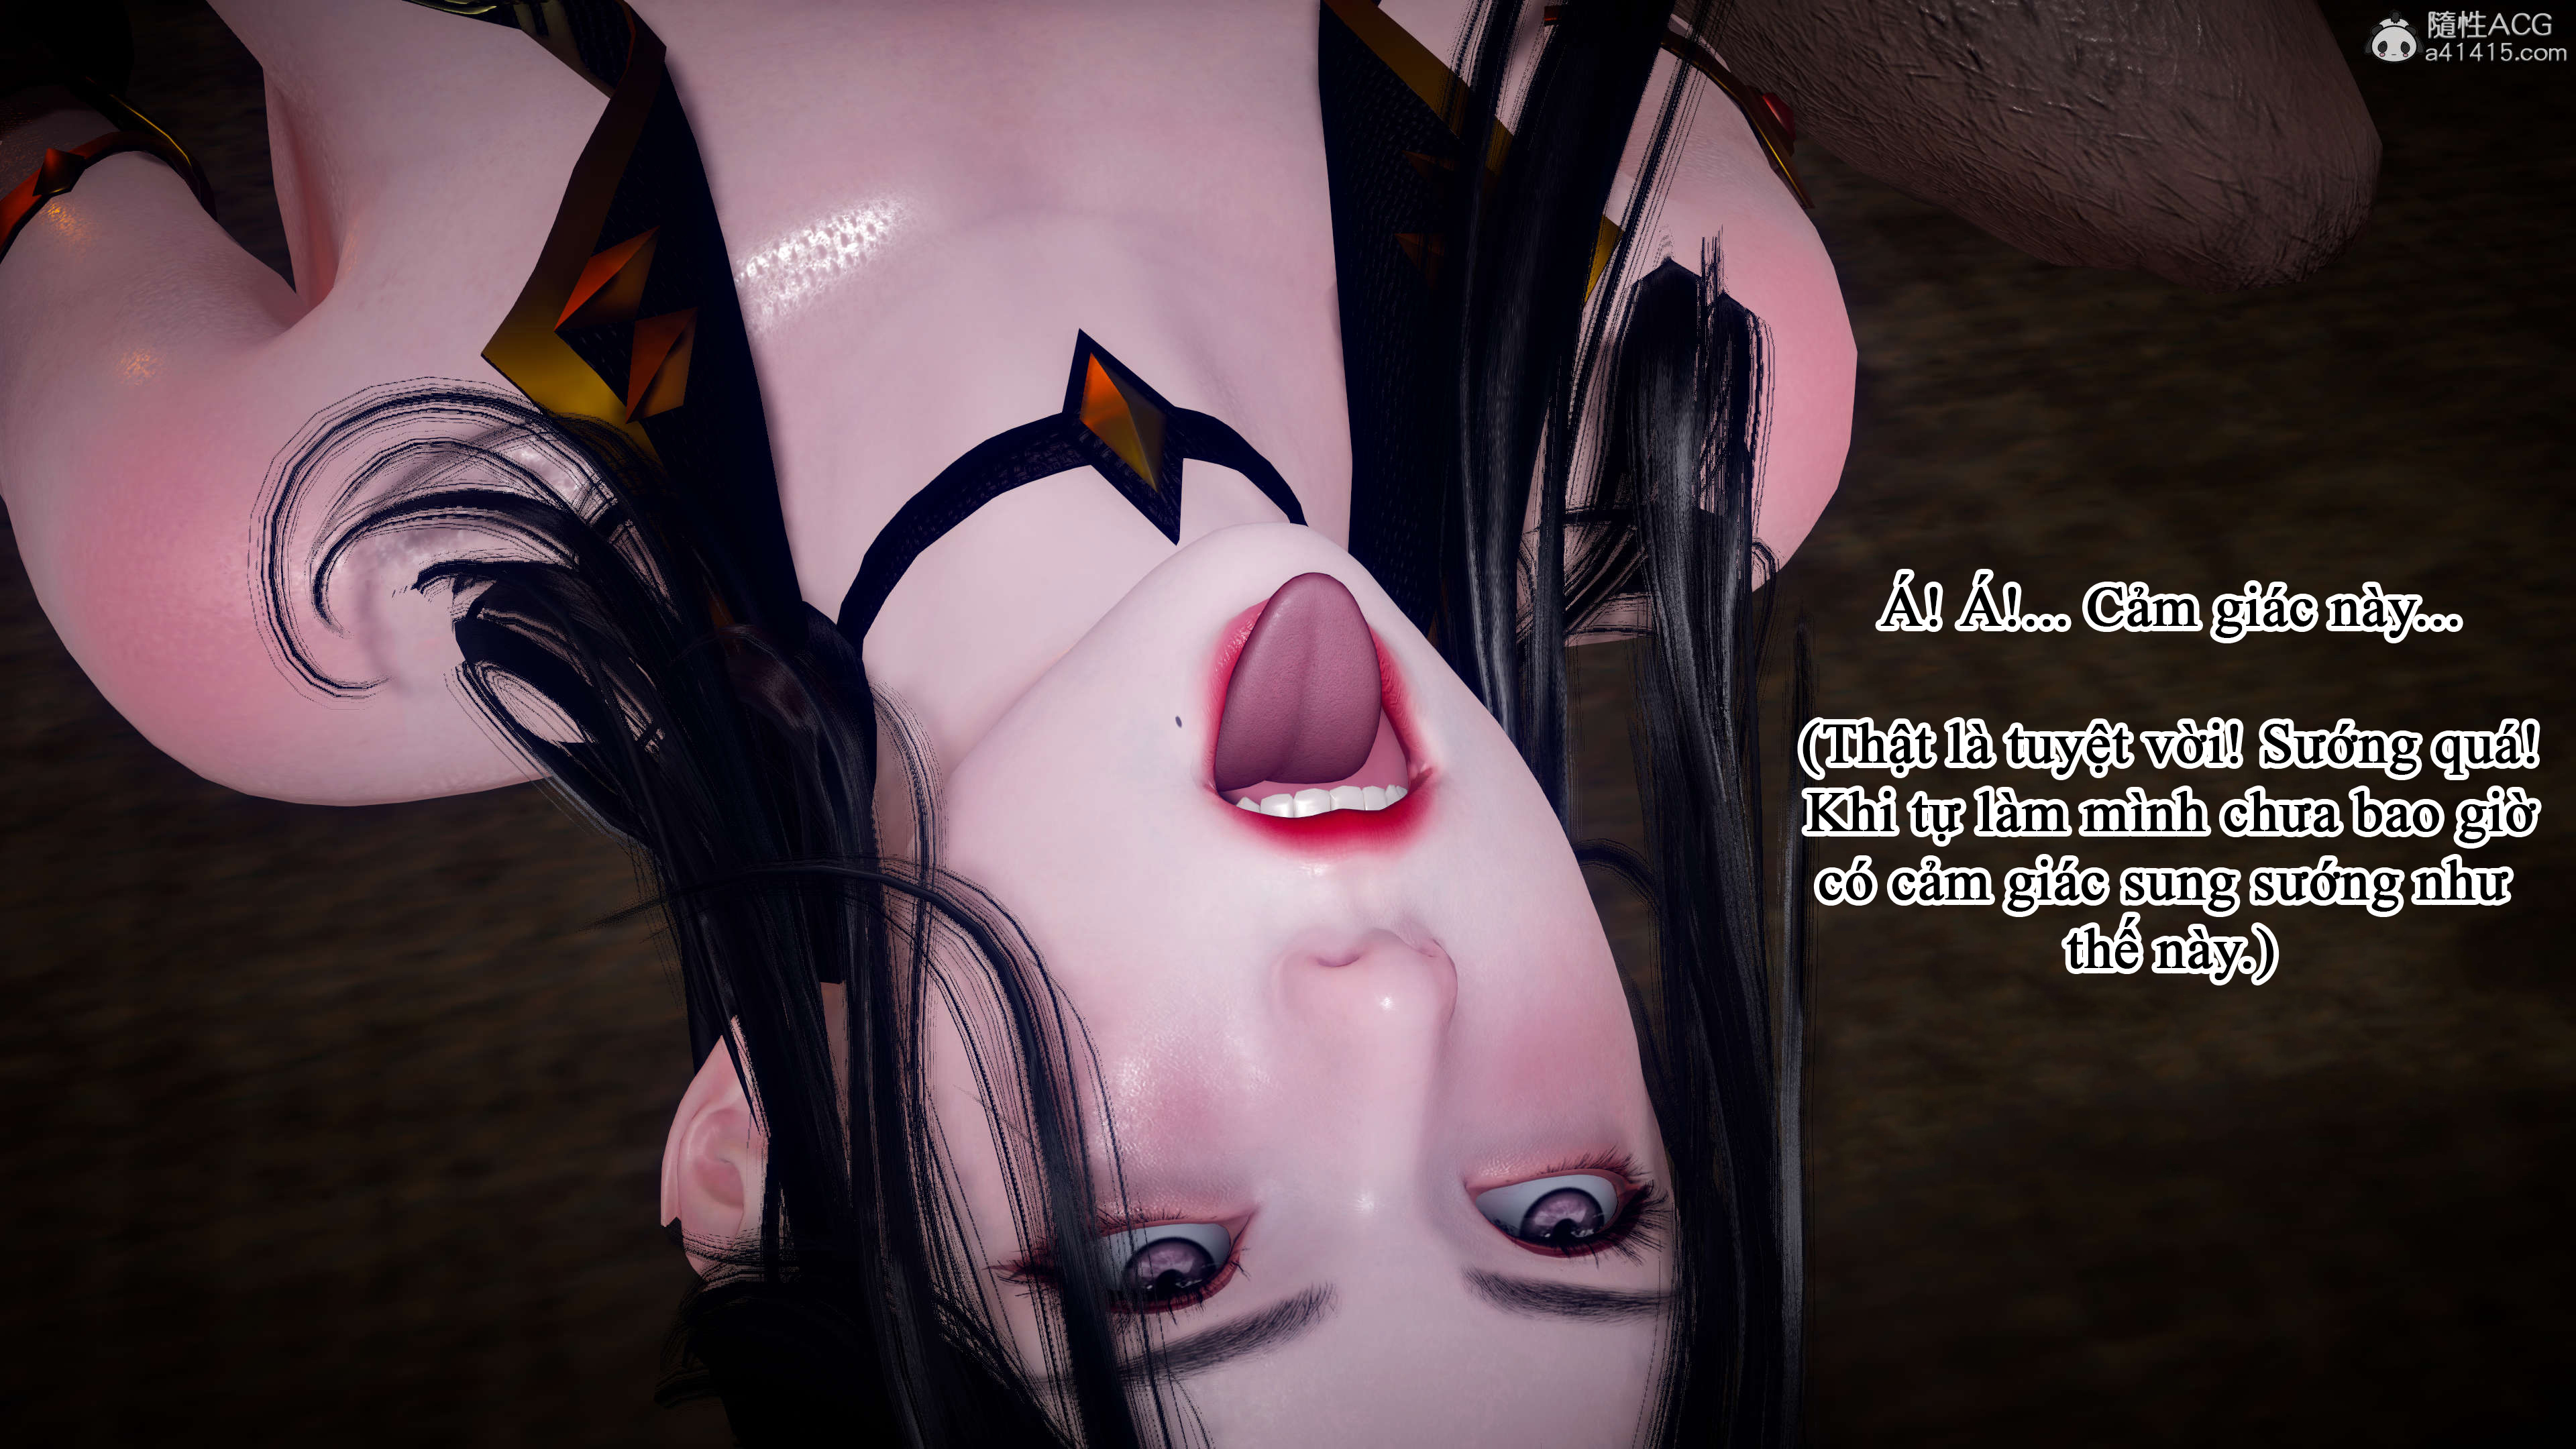 隨性ACG
a41415.com
Á! Á!... Cảm giác này...
(Thật là tuyệt vời! Sướng quá!
Khi tự làm mình chưa bao giờ
có cảm giác sung sướng như
thế này.)